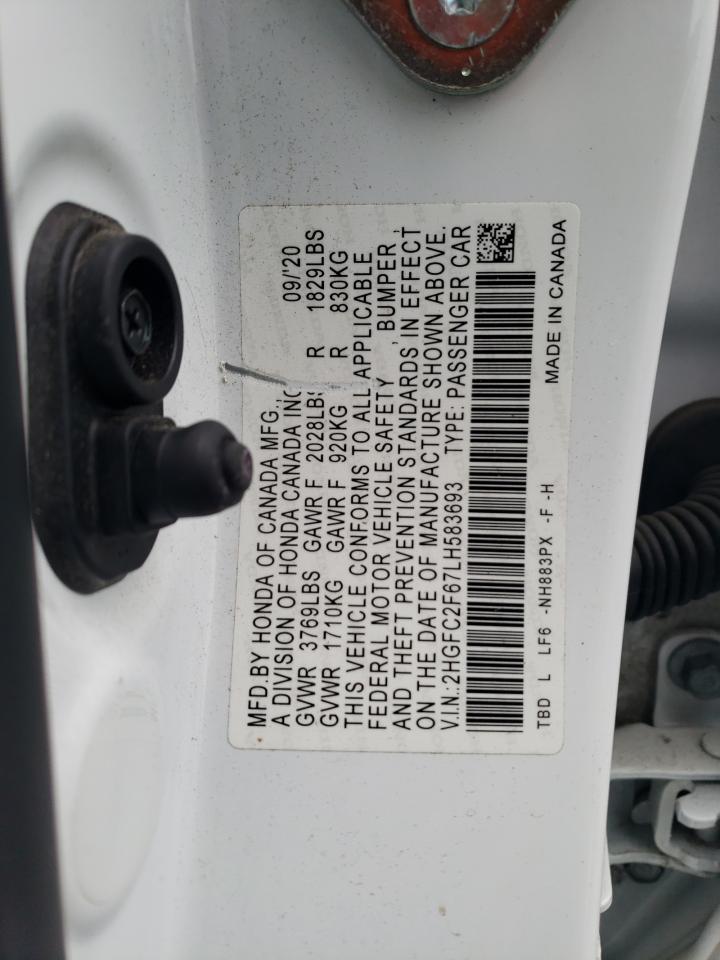 MFD.BY HONDA OF CANADA MFG., 09/'20
A DIVISION OF HONDA CANADA INC
GVWR 3769LBS GAWR F 2028LBS R 1829LBS
GVWR 1710KG GAWR F 920KG R 830KG
THIS VEHICLE CONFORMS TO ALL APPLICABLE
FEDERAL MOTOR VEHICLE SAFETY, BUMPER,
AND THEFT PREVENTION STANDARDS IN EFFECT
ON THE DATE OF MANUFACTURE SHOWN ABOVE.
V.I.N.:2HGFC2F67LH583693 TYPE: PASSENGER CAR
TBD L LF6 -NH883PX -F -H MADE IN CANADA